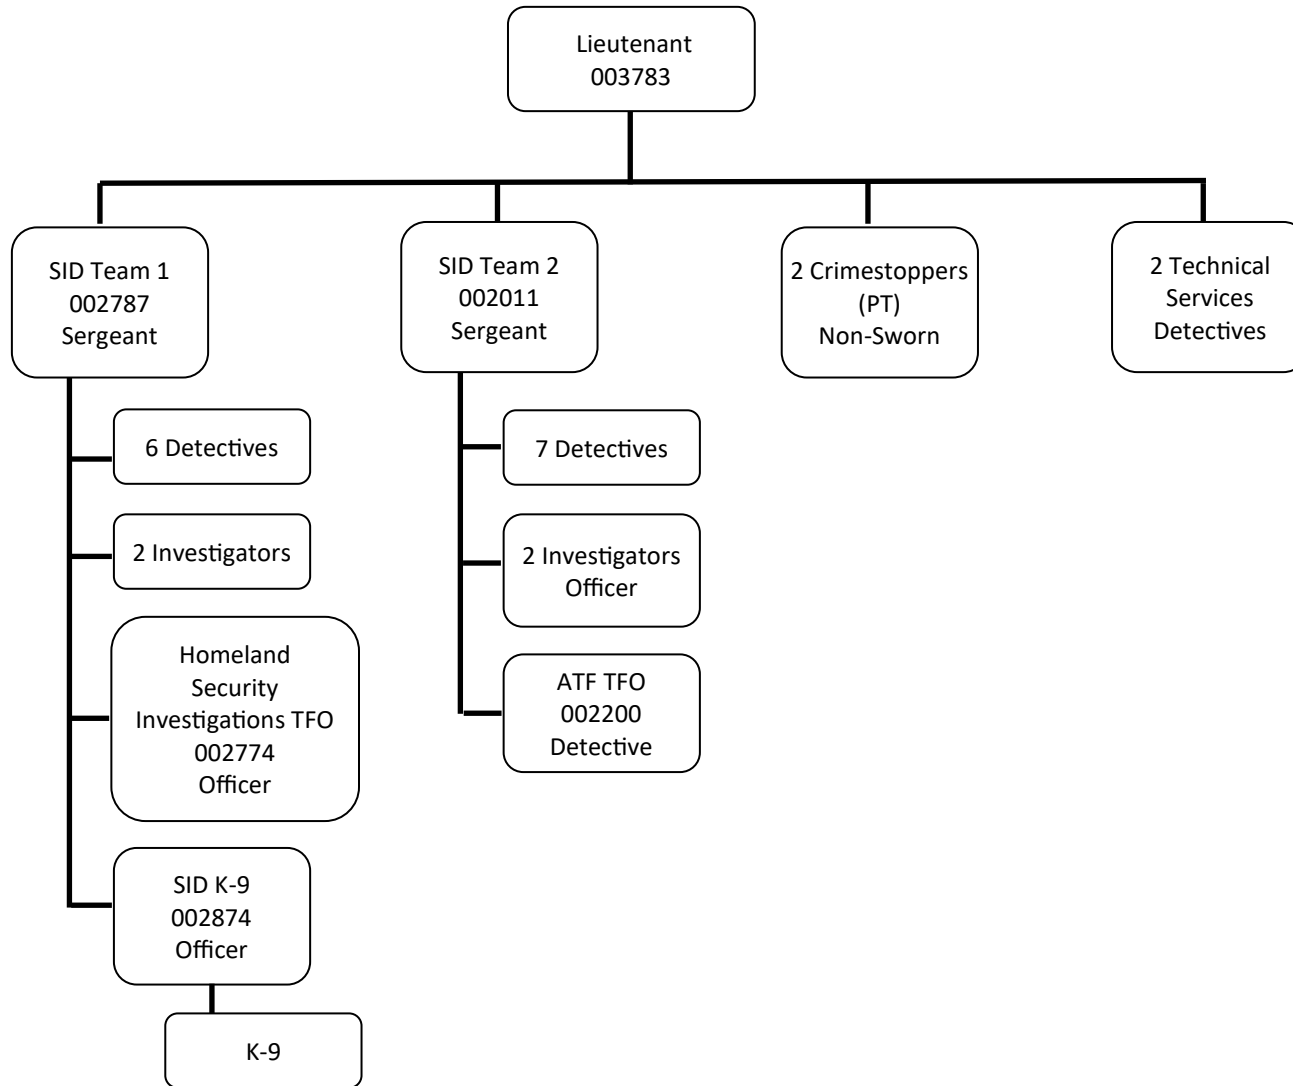 Lieutenant
003783
SID Team 1
002787
Sergeant
SID Team 2
002011
Sergeant
2 Crimestoppers
(PT)
Non-Sworn
2 Technical
Services
Detectives
6 Detectives
2 Investigators
Homeland
Security
Investigations TFO
002774
Officer
SID K-9
002874
Officer
K-9
7 Detectives
2 Investigators
Officer
ATF TFO
002200
Detective